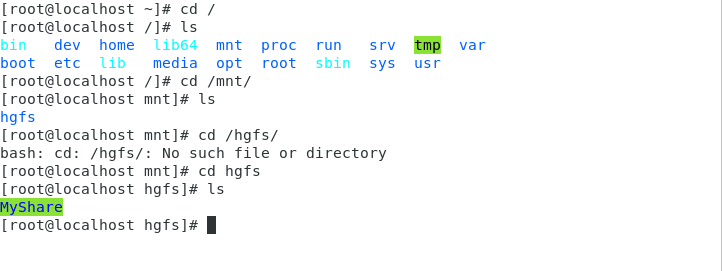 [root@localhost ~]# cd /
[root@localhost /]# ls
bin   dev  home  lib64  mnt  proc  run   srv  tmp  var
boot  etc  lib   media  opt  root  sbin  sys  usr
[root@localhost /]# cd /mnt/
[root@localhost mnt]# ls
hgfs
[root@localhost mnt]# cd /hgfs/
bash: cd: /hgfs/: No such file or directory
[root@localhost mnt]# cd hgfs
[root@localhost hgfs]# ls
MyShare
[root@localhost hgfs]#